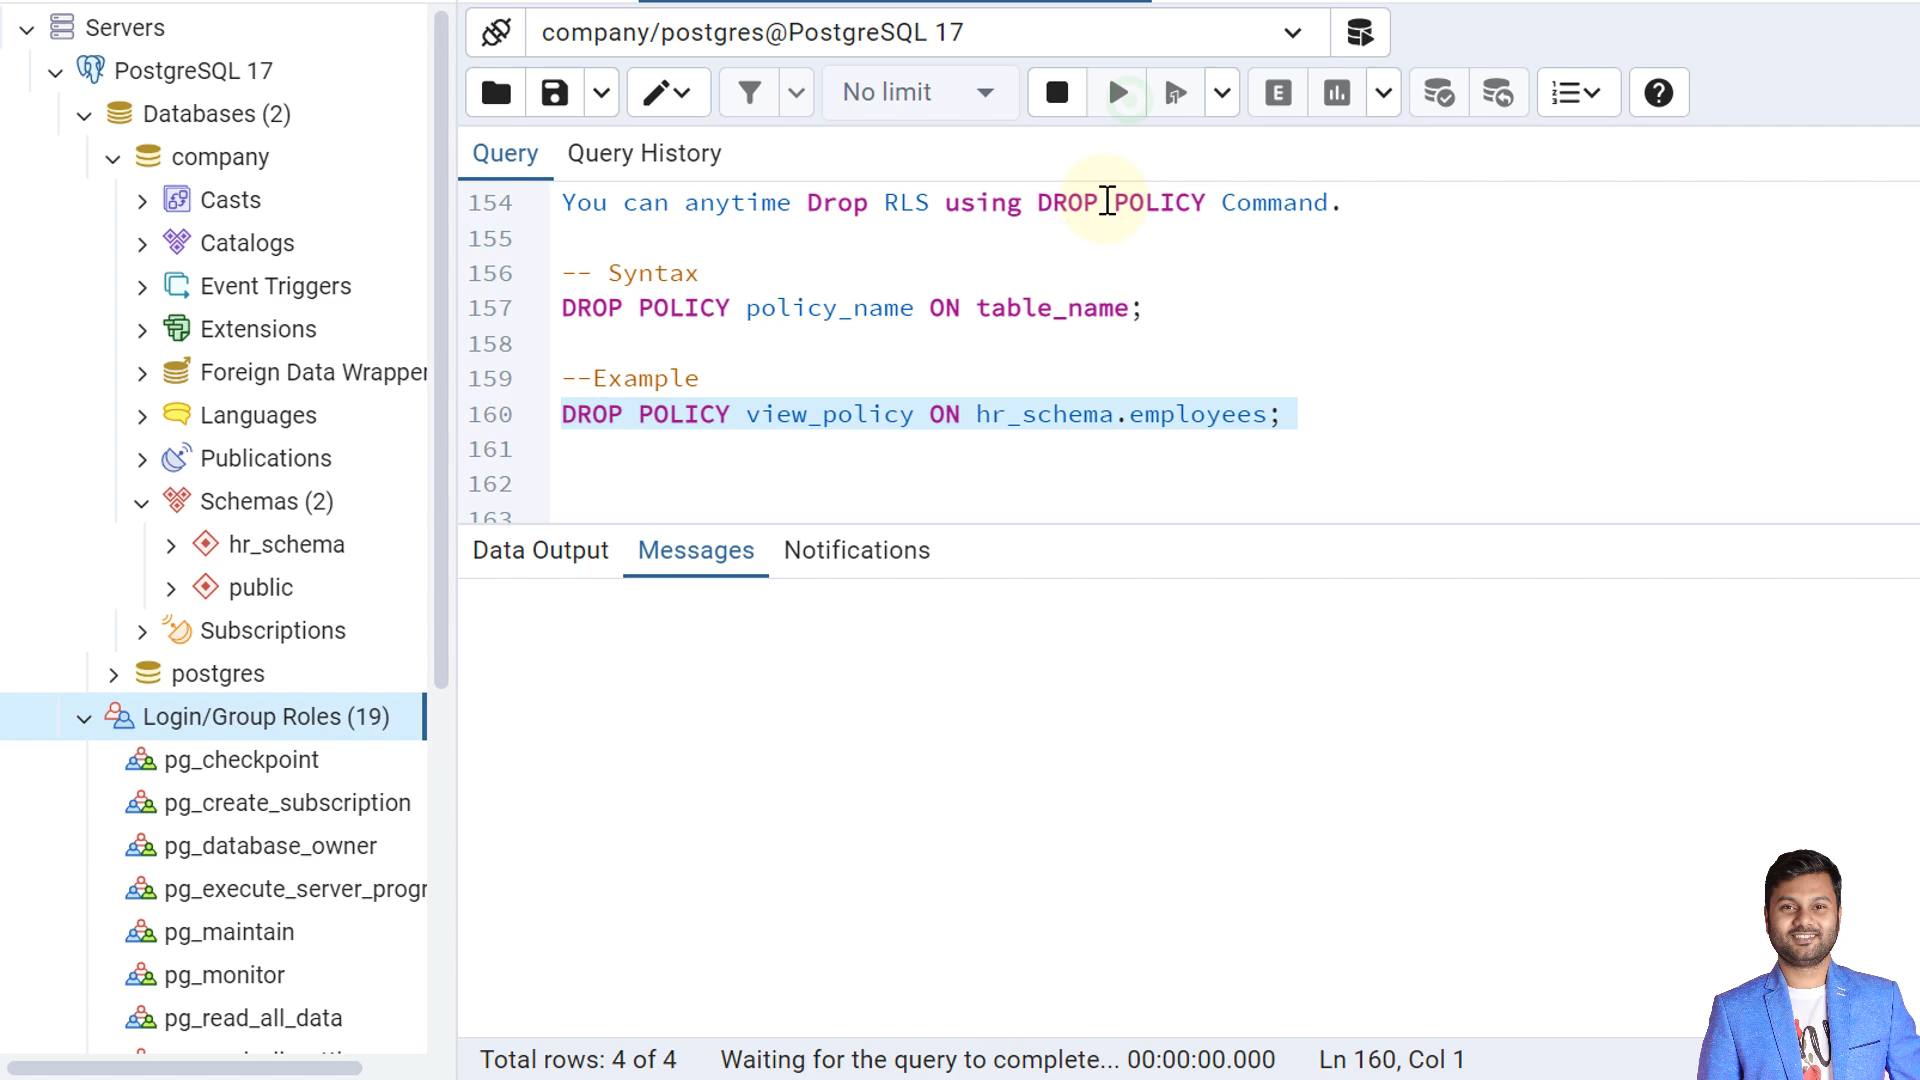 Servers
PostgreSQL 17
Databases (2)
company
Casts
Catalogs
Event Triggers
Extensions
Foreign Data Wrapper
Languages
Publications
Schemas (2)
hr_schema
public
Subscriptions
postgres
Login/Group Roles (19)
pg_checkpoint
pg_create_subscription
pg_database_owner
pg_execute_server_progr
pg_maintain
pg_monitor
pg_read_all_data
company/postgres@PostgreSQL 17
No limit
E
Query Query History
154 You can anytime Drop RLS using DROP POLICY Command.
155
156 -- Syntax
157 DROP POLICY policy_name ON table_name;
158
159 --Example
160 DROP POLICY view_policy ON hr_schema.employees;
161
162
163
Data Output Messages Notifications
Total rows: 4 of 4 Waiting for the query to complete... 00:00:00.000 Ln 160, Col 1